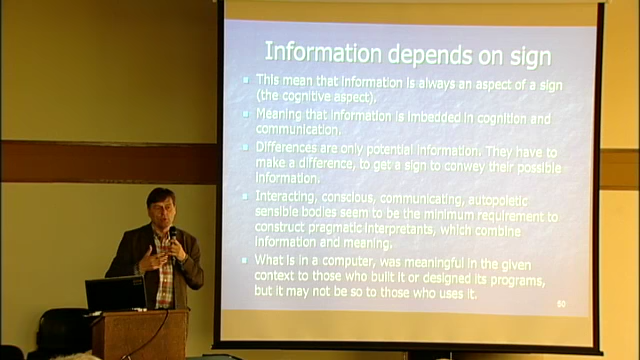 Information depends on sign
This mean that information is always an aspect of a sign
(the cognitive aspect).
Meaning that information is imbedded in cognition and
communication.
Differences are only potential information. They have to
make a difference, to get a sign to convey their possible
information.
Interacting, conscious, communicating, autopoietic
sensible bodies seem to be the minimum requirement to
construct pragmatic interpretants, which combine
information and meaning.
What is in a computer, was meaningful in the given
context to those who built it or designed its programs,
but it may not be so to those who uses it.
50